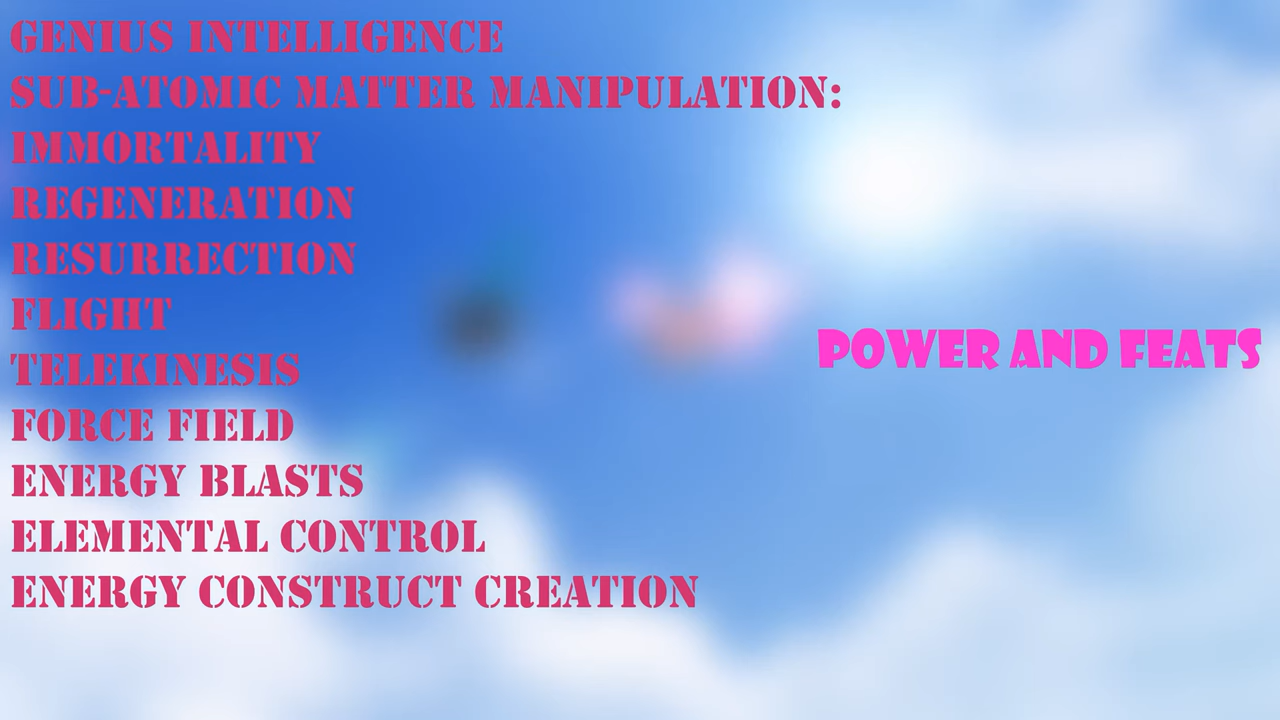 GENIUS INTELLIGENCE
SUB-ATOMIC MATTER MANIPULATION:
IMMORTALITY
REGENERATION
RESURRECTION
FLIGHT
TELEKINESIS
FORCE FIELD
ENERGY BLASTS
ELEMENTAL CONTROL
ENERGY CONSTRUCT CREATION
POWER AND FEATS